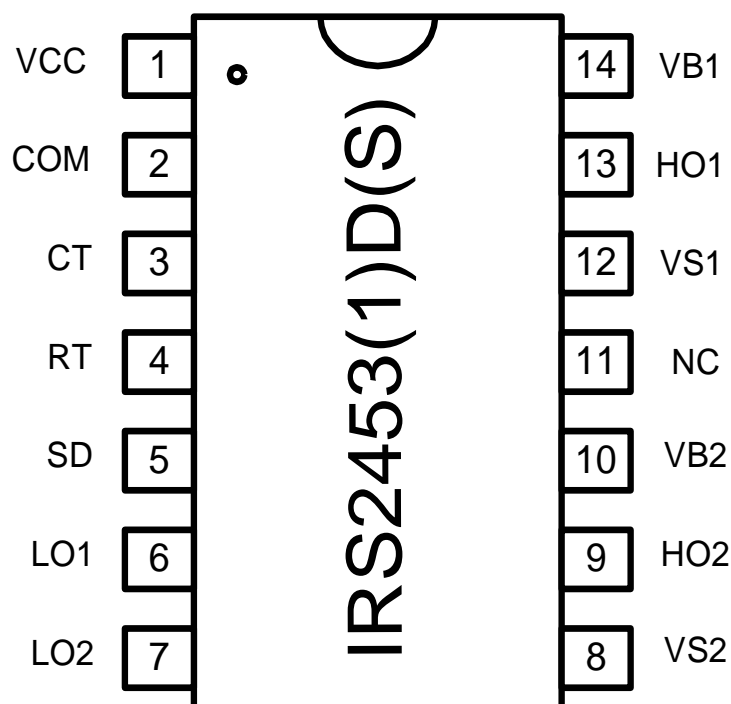 VCC 1 14 VB1
COM 2 13 HO1
CT 3 12 VS1
RT 4 11 NC
SD 5 10 VB2
LO1 6 9 HO2
LO2 7 8 VS2
IRS2453(1)D(S)